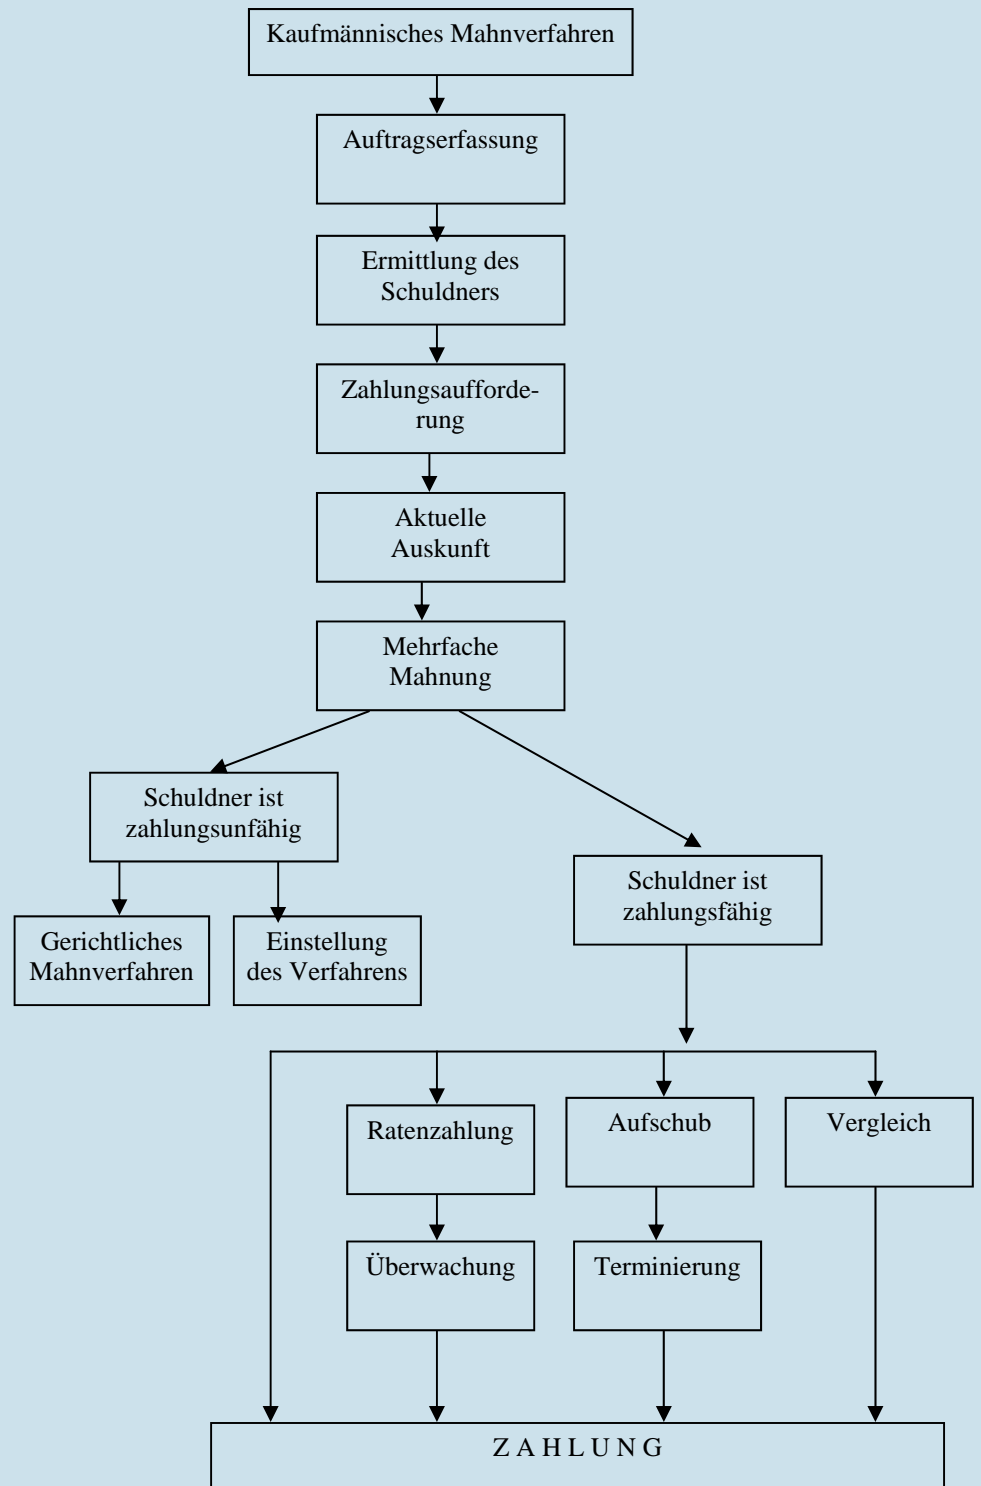 Kaufmännisches Mahnverfahren
Auftragserfassung
Ermittlung des
Schuldners
Zahlungsaufforde-
rung
Aktuelle
Auskunft
Mehrfache
Mahnung
Schuldner ist
zahlungsunfähig
Schuldner ist
zahlungsfähig
Gerichtliches
Mahnverfahren
Einstellung
des Verfahrens
Ratenzahlung
Aufschub
Vergleich
Überwachung
Terminierung
Z A H L U N G